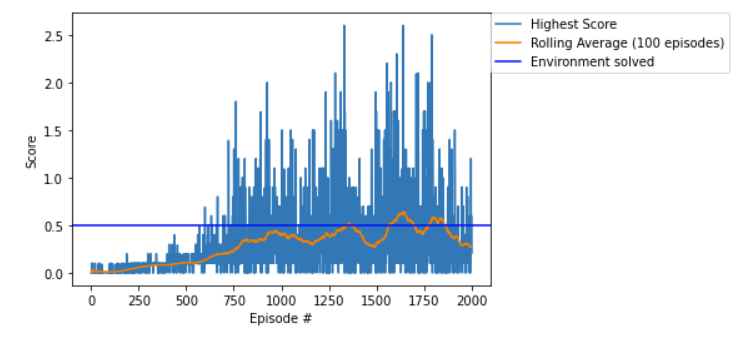 Highest Score
Rolling Average (100 episodes)
Environment solved
Score
2.5
2.0
1.5
1.0
0.5
0.0
0 250 500 750 1000 1250 1500 1750 2000
Episode #